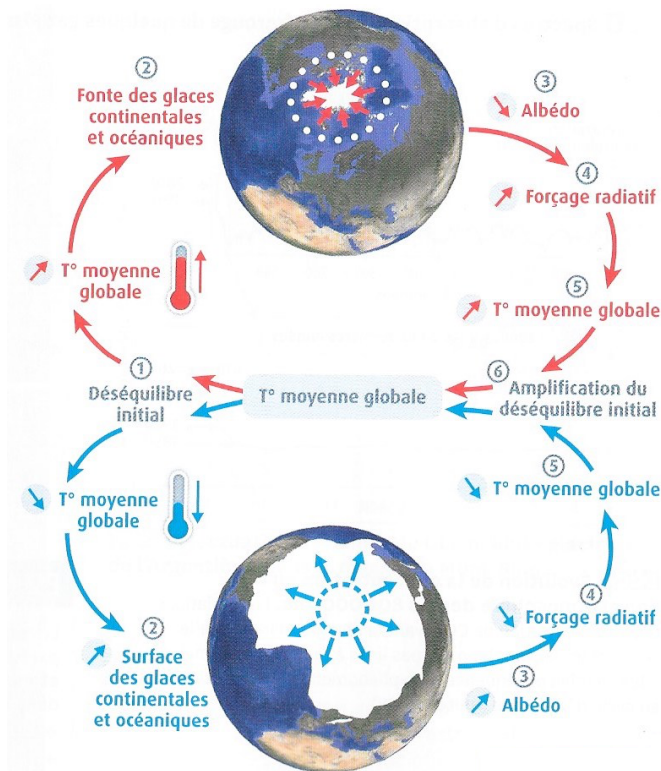 ②
Fonte des glaces
continentales
et océaniques
③
Albédo
④
Forçage radiatif
T° moyenne
globale
⑤
T° moyenne globale
①
Déséquilibre
initial
T° moyenne globale
⑥
Amplification du
déséquilibre initial
T° moyenne
globale
⑤
T° moyenne globale
②
Surface
des glaces
continentales
et océaniques
④
Forçage radiatif
③
Albédo